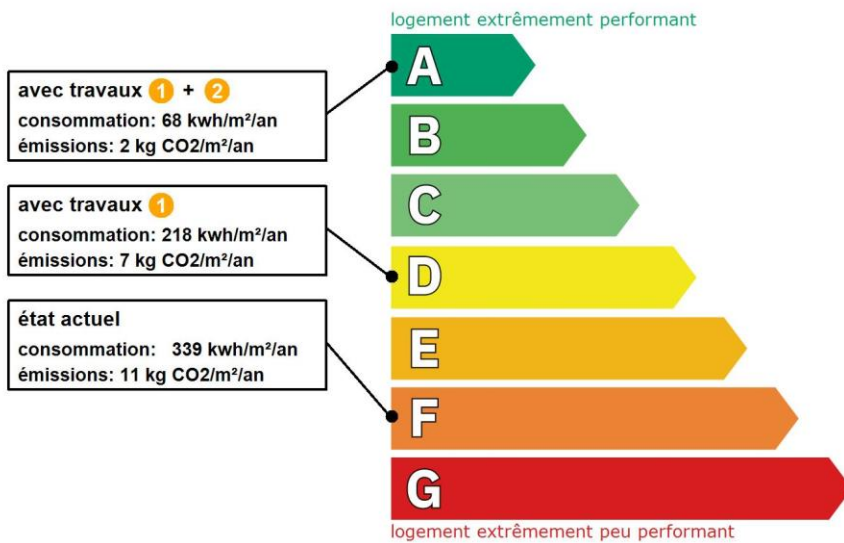 logement extrêmement performant
A
avec travaux 1 + 2
consommation: 68 kwh/m²/an
émissions: 2 kg CO2/m²/an
B
C
avec travaux 1
consommation: 218 kwh/m²/an
émissions: 7 kg CO2/m²/an
D
état actuel
consommation: 339 kwh/m²/an
émissions: 11 kg CO2/m²/an
E
F
G
logement extrêmement peu performant